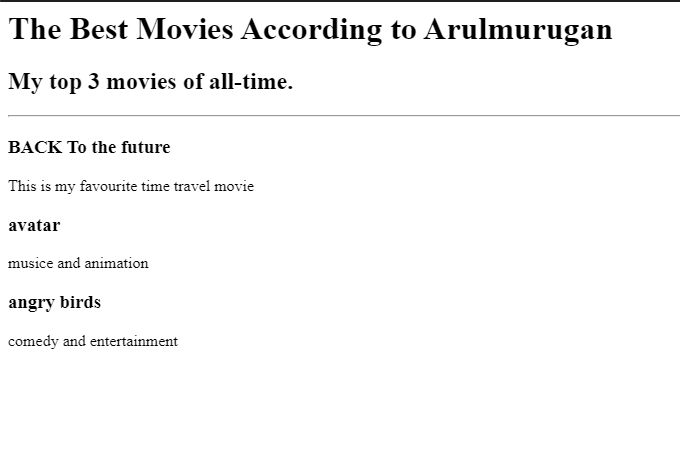 The Best Movies According to Arulmurugan
My top 3 movies of all-time.
BACK To the future
This is my favourite time travel movie
avatar
musice and animation
angry birds
comedy and entertainment